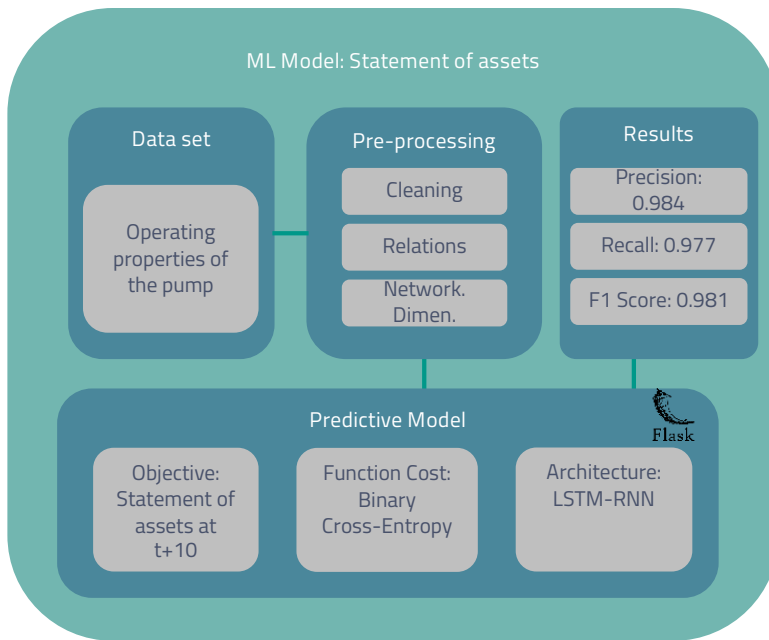 ML Model: Statement of assets
Data set
Operating
properties of
the pump
Pre-processing
Cleaning
Relations
Network.
Dimen.
Results
Precision:
0.984
Recall: 0.977
F1 Score: 0.981
Predictive Model
Flask
Objective:
Statement of
assets at
t+10
Function Cost:
Binary
Cross-Entropy
Architecture:
LSTM-RNN